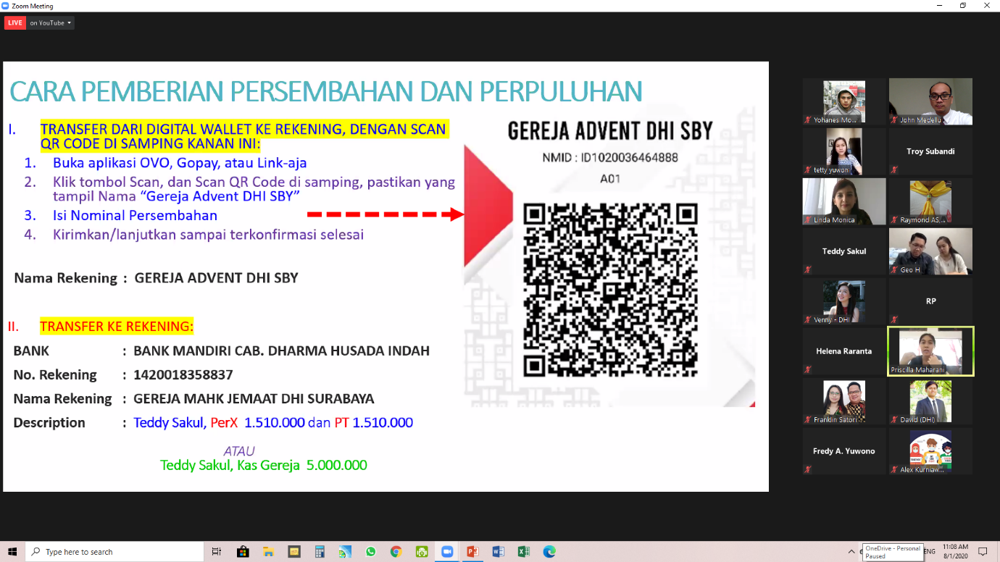 Zoom Meeting
LIVE on YouTube
CARA PEMBERIAN PERSEMBAHAN DAN PERPULUHAN
I. TRANSFER DARI DIGITAL WALLET KE REKENING, DENGAN SCAN
QR CODE DI SAMPING KANAN INI:
1. Buka aplikasi OVO, Gopay, atau Link-aja
2. Klik tombol Scan, dan Scan QR Code di samping, pastikan yang
tampil Nama “Gereja Advent DHI SBY”
3. Isi Nominal Persembahan
4. Kirimkan/lanjutkan sampai terkonfirmasi selesai
Nama Rekening : GEREJA ADVENT DHI SBY
II. TRANSFER KE REKENING:
BANK : BANK MANDIRI CAB. DHARMA HUSADA INDAH
No. Rekening : 1420018358837
Nama Rekening : GEREJA MAHK JEMAAT DHI SURABAYA
Description : Teddy Sakul, PerX 1.510.000 dan PT 1.510.000
ATAU
Teddy Sakul, Kas Gereja 5.000.000
GEREJA ADVENT DHI SBY
NMID : ID1020036464888
A01
Yohanes Mo...
John Medellu
tetty yuwon
Troy Subandi
Linda Monica
Raymond AS,...
Teddy Sakul
Geo H
Venny - DHI
RP
Helena Raranta
Priscilla Maharani
Franklin Satori -
David (DHI)
Fredy A. Yuwono
Alex Kurniaw...
Type here to search
OneDrive - Personal
Paused
ENG
11:08 AM
8/1/2020